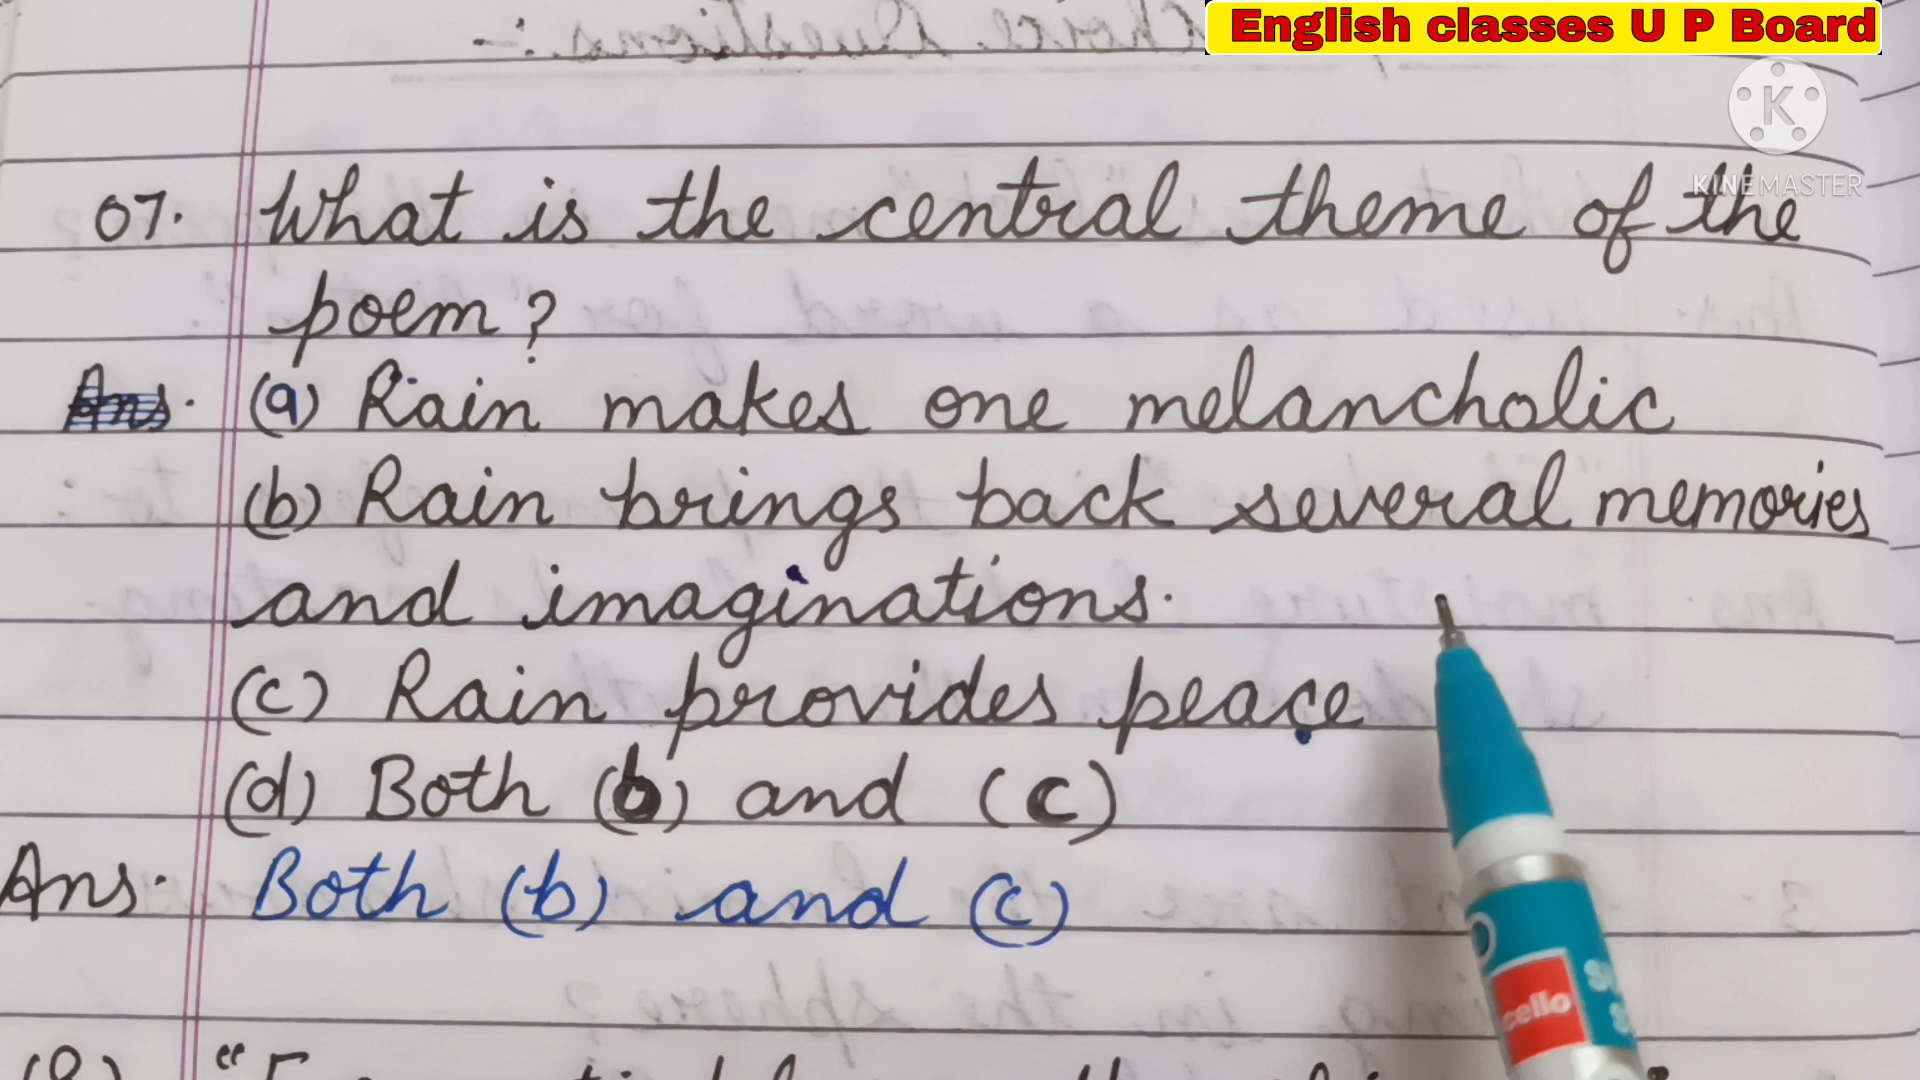 English classes U P Board
KINEMASTER
07. What is the central theme of the
poem?
Ans. (a) Rain makes one melancholic
(b) Rain brings back several memories
and imaginations.
(c) Rain provides peace
(d) Both (b) and (c)
Ans. Both (b) and (c)
cello